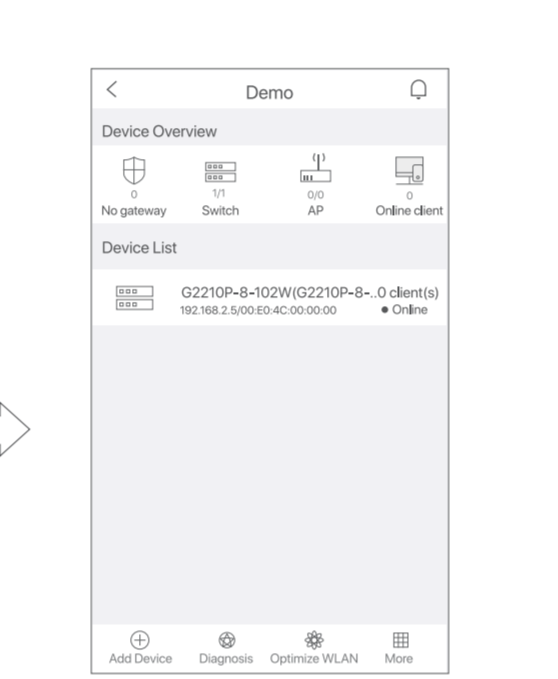 Demo
Device Overview
0 1/1 0/0 0
No gateway Switch AP Online client
Device List
G2210P-8-102W(G2210P-8-..0 client(s)
192.168.2.5/00:E0:4C:00:00:00 Online
Add Device Diagnosis Optimize WLAN More